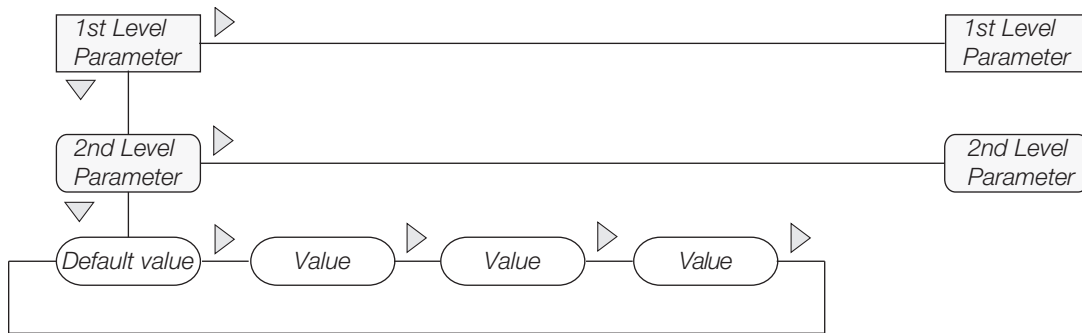 1st Level
Parameter
1st Level
Parameter
2nd Level
Parameter
2nd Level
Parameter
Default value
Value
Value
Value